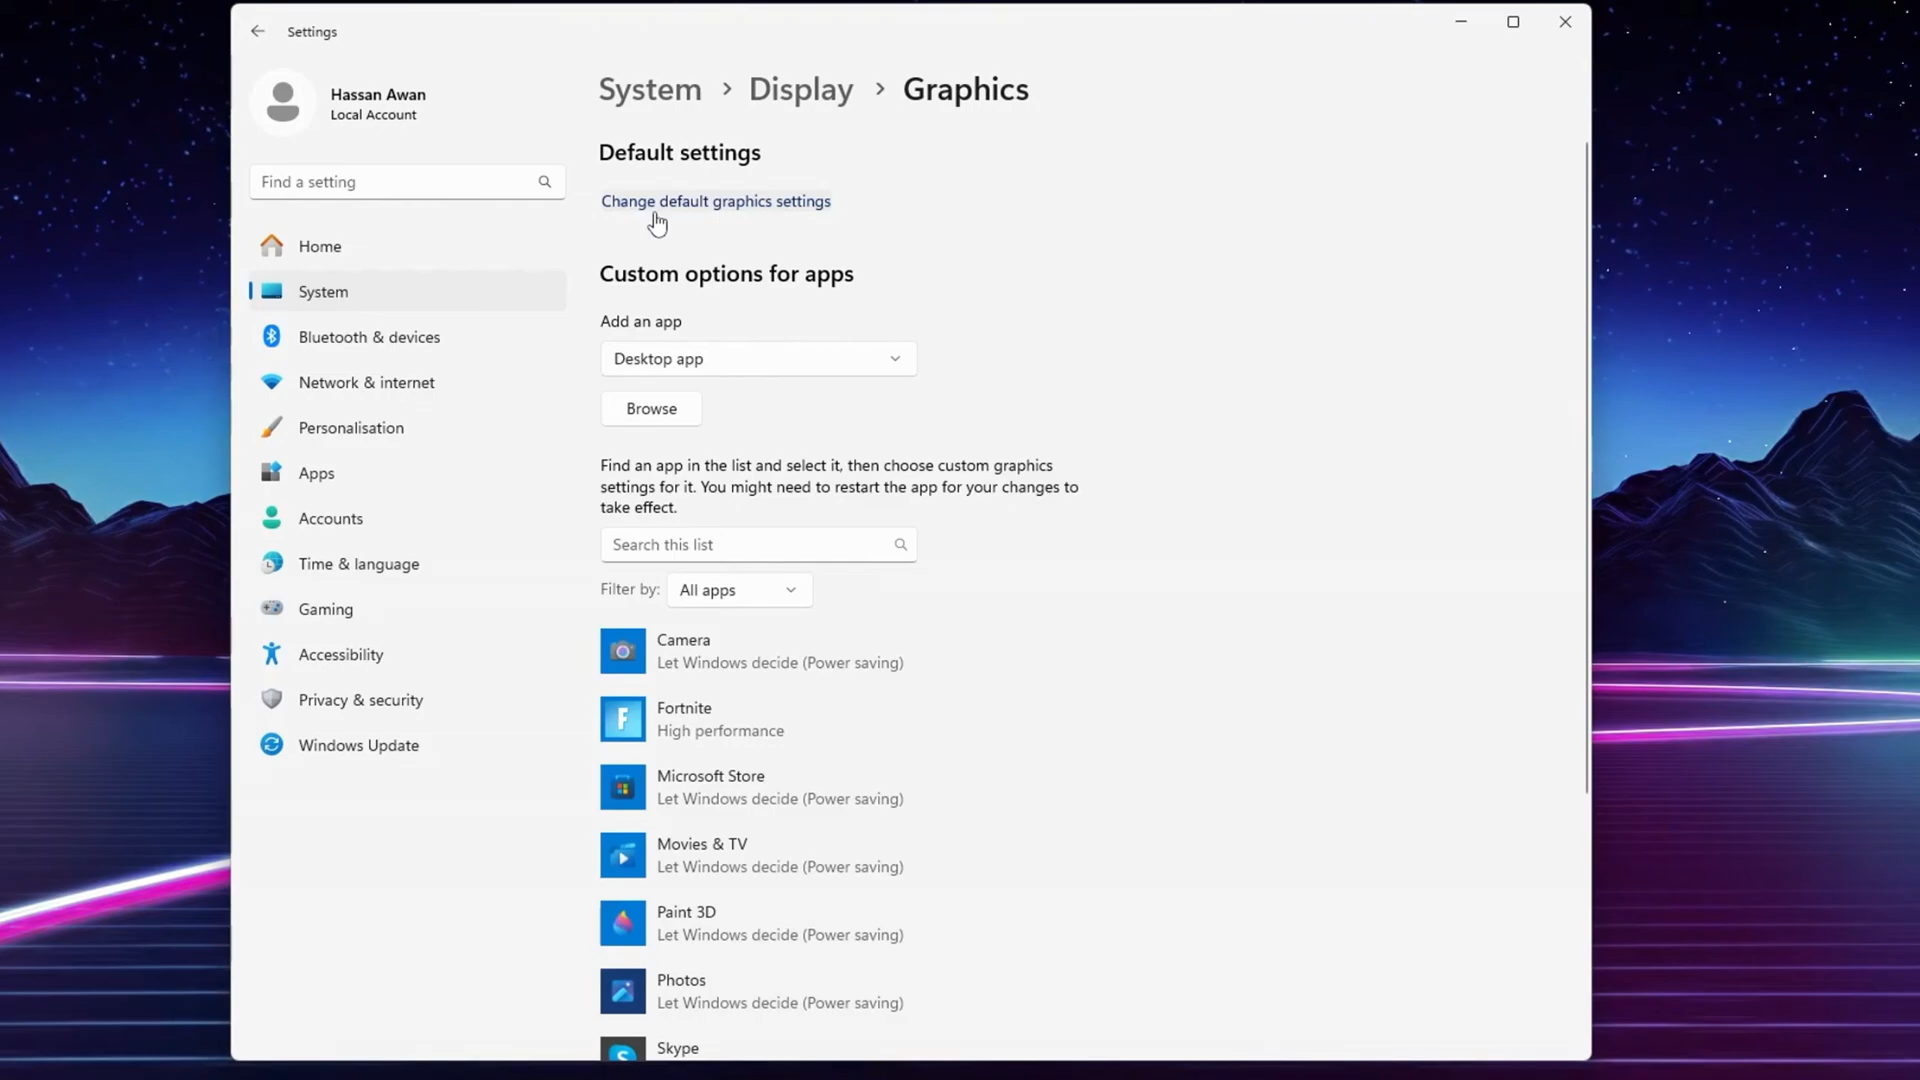 Settings
Hassan Awan
Local Account
Find a setting
Home
System
Bluetooth & devices
Network & internet
Personalisation
Apps
Accounts
Time & language
Gaming
Accessibility
Privacy & security
Windows Update
System > Display > Graphics
Default settings
Change default graphics settings
Custom options for apps
Add an app
Desktop app
Browse
Find an app in the list and select it, then choose custom graphics
settings for it. You might need to restart the app for your changes to
take effect.
Search this list
Filter by: All apps
Camera
Let Windows decide (Power saving)
F
Fortnite
High performance
Microsoft Store
Let Windows decide (Power saving)
Movies & TV
Let Windows decide (Power saving)
Paint 3D
Let Windows decide (Power saving)
Photos
Let Windows decide (Power saving)
S
Skype